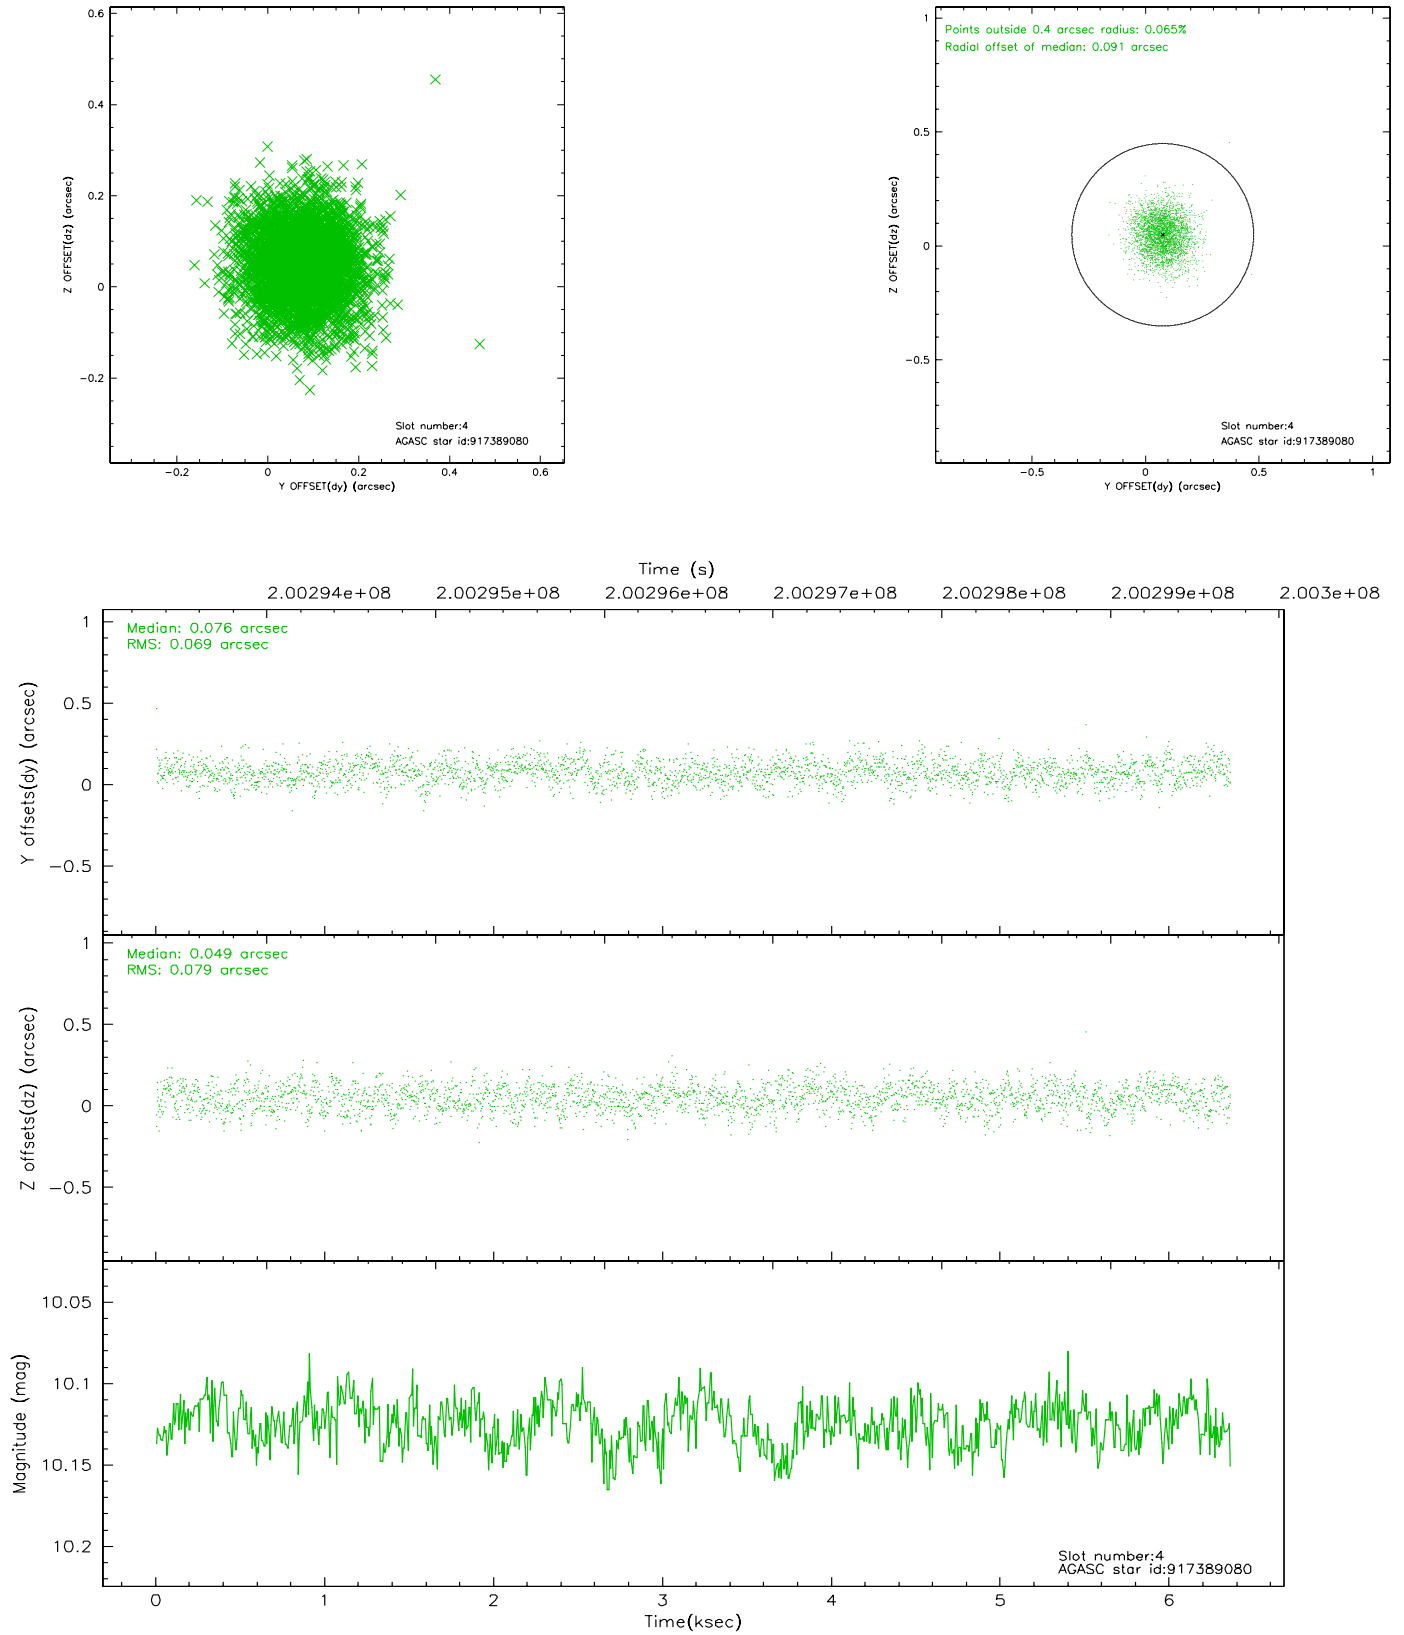 0.6
0.4
0.2
0
−0.2
Z OFFSET(dz) (arcsec)
−0.2 0 0.2 0.4 0.6
Y OFFSET(dy) (arcsec)
Slot number:4
AGASC star id:917389080
Points outside 0.4 arcsec radius: 0.065%
Radial offset of median: 0.091 arcsec
1
0.5
0
−0.5
Z OFFSET(dz) (arcsec)
−0.5 0 0.5 1
Y OFFSET(dy) (arcsec)
Slot number:4
AGASC star id:917389080
Time (s)
2.00294e+08 2.00295e+08 2.00296e+08 2.00297e+08 2.00298e+08 2.00299e+08 2.003e+08
Median: 0.076 arcsec
RMS: 0.069 arcsec
1
0.5
0
−0.5
Y offsets(dy) (arcsec)
Median: 0.049 arcsec
RMS: 0.079 arcsec
1
0.5
0
−0.5
Z offsets(dz) (arcsec)
10.05
10.1
10.15
10.2
Magnitude (mag)
Slot number:4
AGASC star id:917389080
0 1 2 3 4 5 6
Time(ksec)